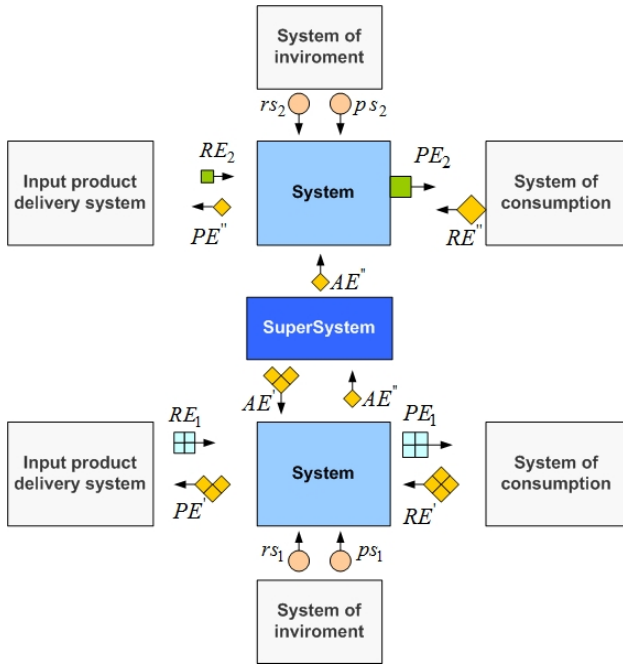 System of
inviroment
rs₂ ps₂
Input product
delivery system
RE₂
PE"
System
PE₂
RE"
System of
consumption
AE"
SuperSystem
AE'
AE"
Input product
delivery system
RE₁
PE'
System
PE₁
RE'
System of
consumption
rs₁ ps₁
System of
inviroment